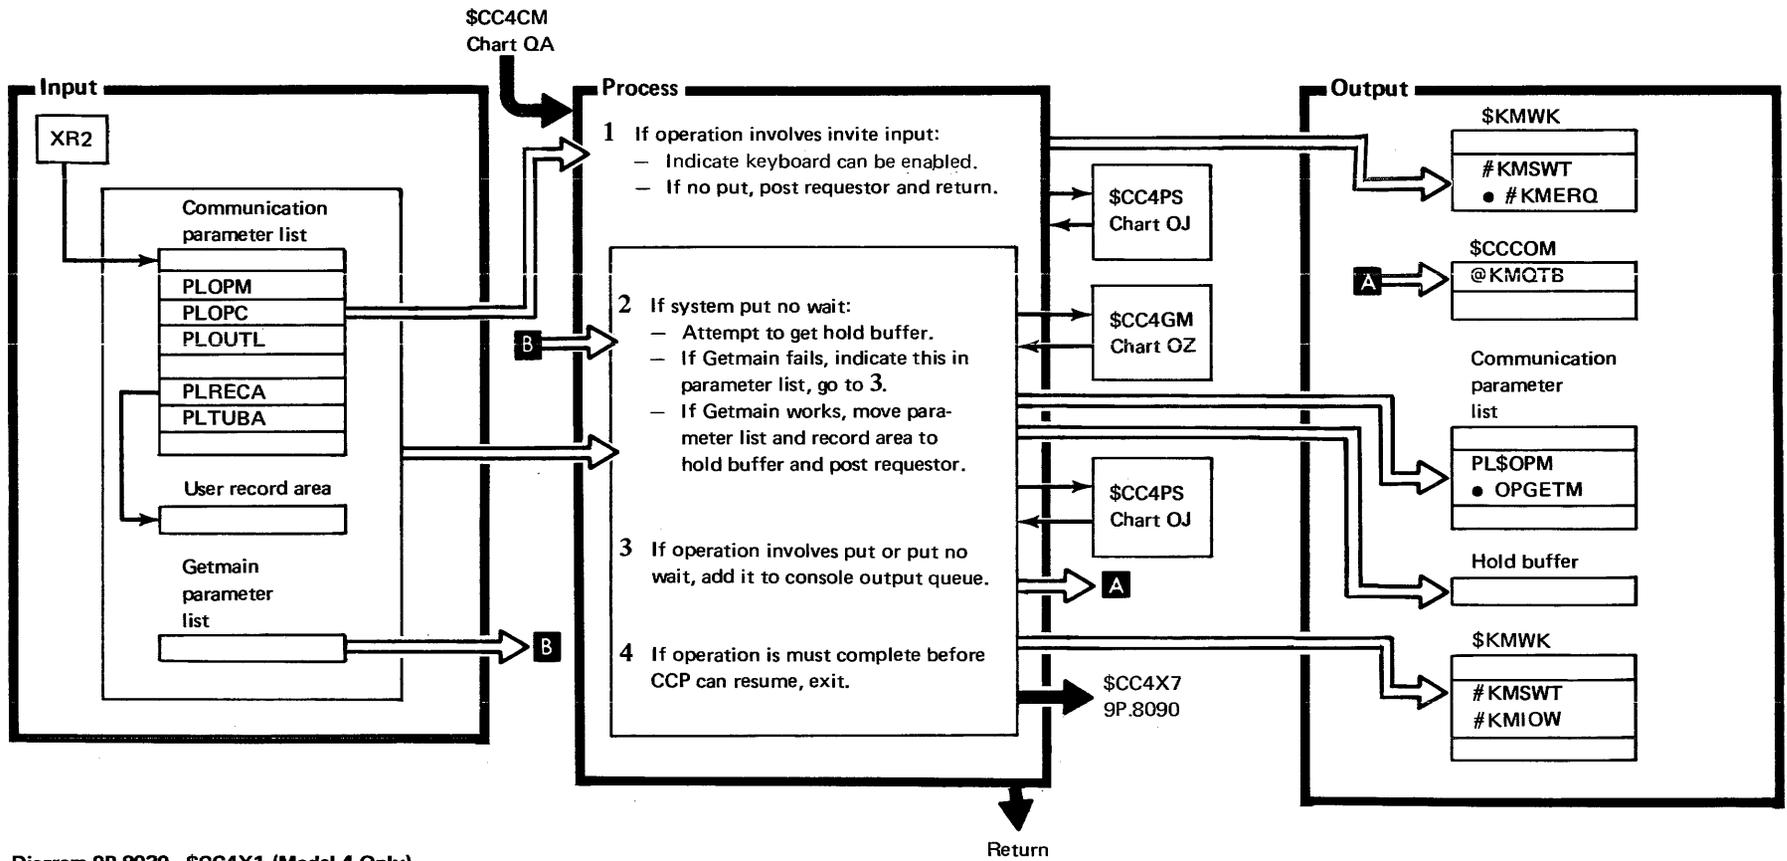 $CC4CM
Chart QA
Input
XR2
Communication
parameter list
PLOPM
PLOPC
PLOUTL
PLRECA
PLTUBA
User record area
Getmain
parameter
list
B
Process
1 If operation involves invite input:
– Indicate keyboard can be enabled.
– If no put, post requestor and return.
B
2 If system put no wait:
– Attempt to get hold buffer.
– If Getmain fails, indicate this in
parameter list, go to 3.
– If Getmain works, move para-
meter list and record area to
hold buffer and post requestor.
3 If operation involves put or put no
wait, add it to console output queue.
4 If operation is must complete before
CCP can resume, exit.
$CC4PS
Chart OJ
$CC4GM
Chart OZ
$CC4PS
Chart OJ
A
$CC4X7
9P.8090
Return
Output
$KMWK
#KMSWT
● #KMERQ
$CCCOM
A
@KMQTB
Communication
parameter
list
PL$OPM
● OPGETM
Hold buffer
$KMWK
#KMSWT
#KMIOW